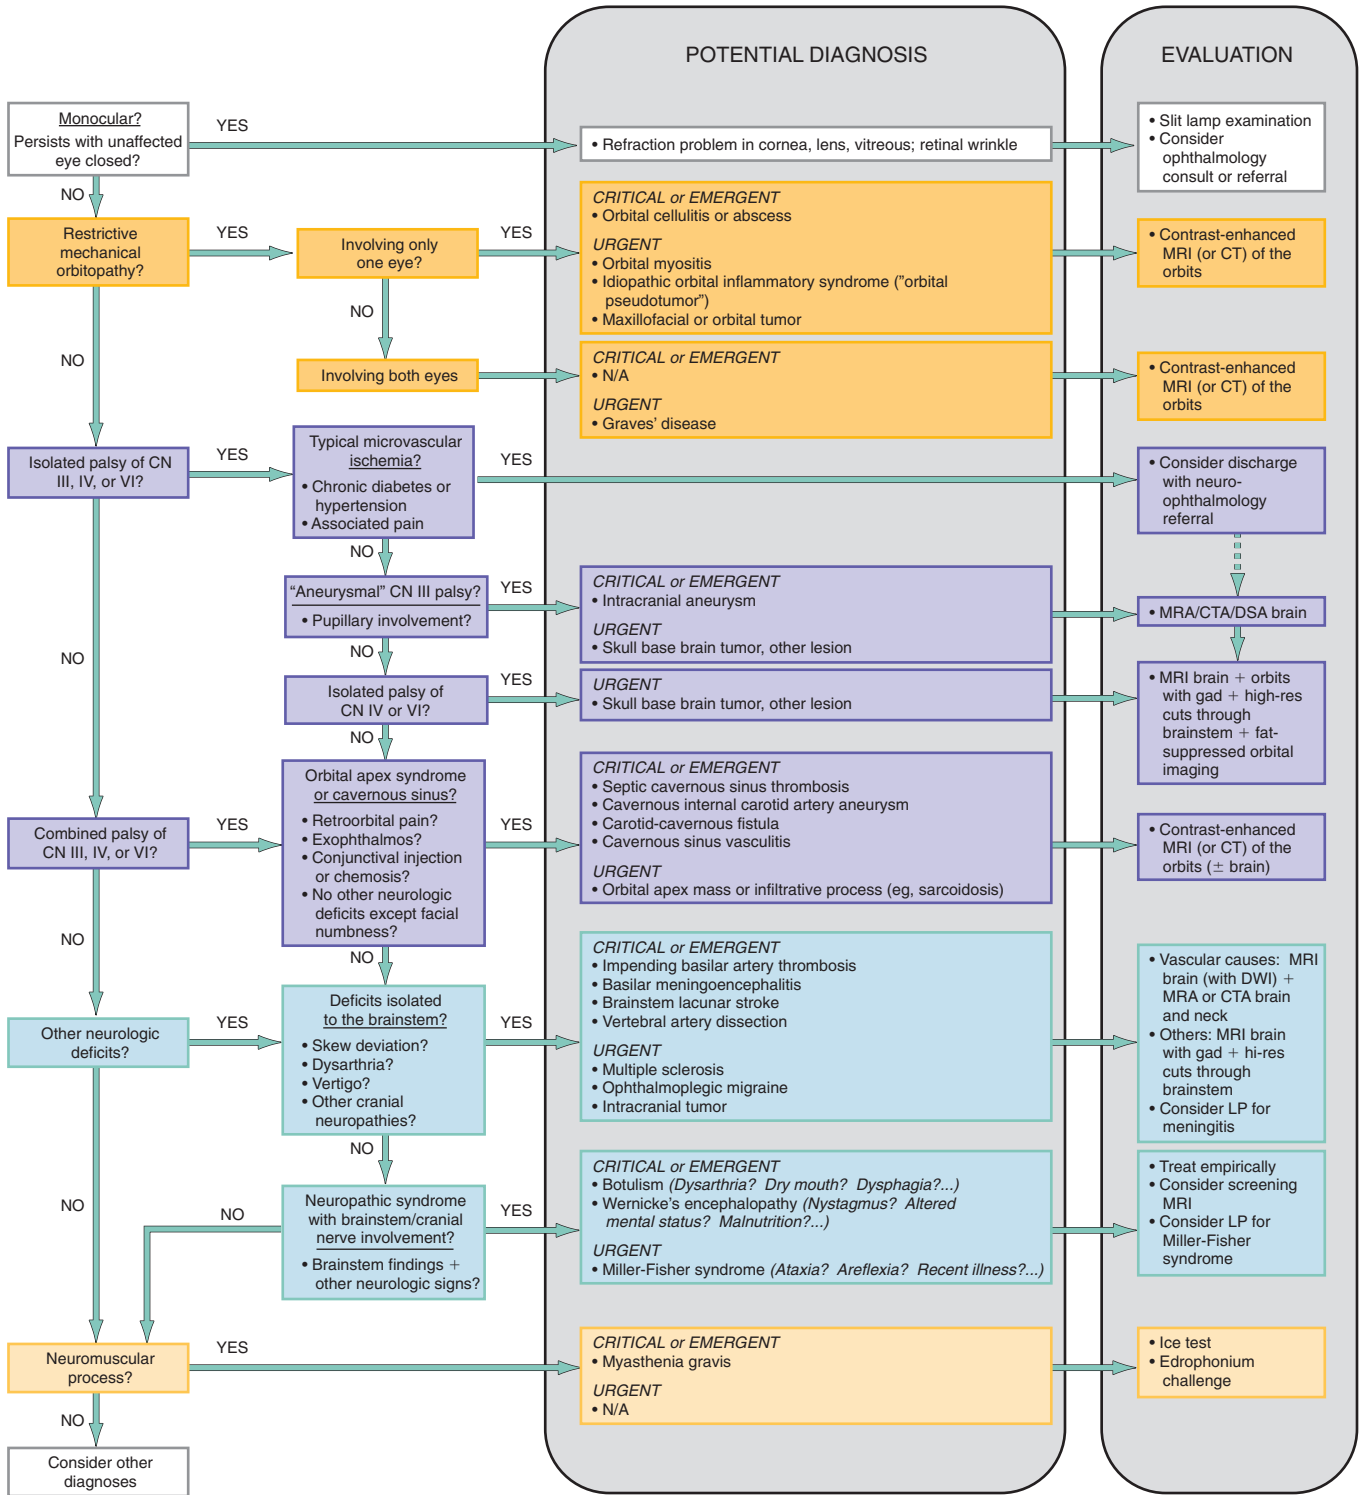 POTENTIAL DIAGNOSIS
EVALUATION
Monocular?
Persists with unaffected
eye closed?
YES
• Refraction problem in cornea, lens, vitreous; retinal wrinkle
• Slit lamp examination
• Consider
ophthalmology
consult or referral
NO
Restrictive
mechanical
orbitopathy?
YES
Involving only
one eye?
YES
CRITICAL or EMERGENT
• Orbital cellulitis or abscess
URGENT
• Orbital myositis
• Idiopathic orbital inflammatory syndrome ("orbital
pseudotumor")
• Maxillofacial or orbital tumor
• Contrast-enhanced
MRI (or CT) of the
orbits
NO
NO
Involving both eyes
CRITICAL or EMERGENT
• N/A
URGENT
• Graves' disease
• Contrast-enhanced
MRI (or CT) of the
orbits
Isolated palsy of CN
III, IV, or VI?
YES
Typical microvascular
ischemia?
• Chronic diabetes or
hypertension
• Associated pain
YES
• Consider discharge
with neuro-
ophthalmology
referral
NO
"Aneurysmal" CN III palsy?
• Pupillary involvement?
YES
CRITICAL or EMERGENT
• Intracranial aneurysm
URGENT
• Skull base brain tumor, other lesion
• MRA/CTA/DSA brain
NO
NO
Isolated palsy of
CN IV or VI?
YES
URGENT
• Skull base brain tumor, other lesion
• MRI brain + orbits
with gad + high-res
cuts through
brainstem + fat-
suppressed orbital
imaging
NO
Combined palsy of
CN III, IV, or VI?
YES
Orbital apex syndrome
or cavernous sinus?
• Retroorbital pain?
• Exophthalmos?
• Conjunctival injection
or chemosis?
• No other neurologic
deficits except facial
numbness?
YES
CRITICAL or EMERGENT
• Septic cavernous sinus thrombosis
• Cavernous internal carotid artery aneurysm
• Carotid-cavernous fistula
• Cavernous sinus vasculitis
URGENT
• Orbital apex mass or infiltrative process (eg, sarcoidosis)
• Contrast-enhanced
MRI (or CT) of the
orbits (± brain)
NO
NO
Other neurologic
deficits?
YES
Deficits isolated
to the brainstem?
• Skew deviation?
• Dysarthria?
• Vertigo?
• Other cranial
neuropathies?
YES
CRITICAL or EMERGENT
• Impending basilar artery thrombosis
• Basilar meningoencephalitis
• Brainstem lacunar stroke
• Vertebral artery dissection
URGENT
• Multiple sclerosis
• Ophthalmoplegic migraine
• Intracranial tumor
• Vascular causes: MRI
brain (with DWI) +
MRA or CTA brain
and neck
• Others: MRI brain
with gad + hi-res
cuts through
brainstem
• Consider LP for
meningitis
NO
NO
NO
Neuropathic syndrome
with brainstem/cranial
nerve involvement?
• Brainstem findings +
other neurologic signs?
YES
CRITICAL or EMERGENT
• Botulism (Dysarthria? Dry mouth? Dysphagia?...)
• Wernicke's encephalopathy (Nystagmus? Altered
mental status? Malnutrition?...)
URGENT
• Miller-Fisher syndrome (Ataxia? Areflexia? Recent illness?...)
• Treat empirically
• Consider screening
MRI
• Consider LP for
Miller-Fisher
syndrome
Neuromuscular
process?
YES
CRITICAL or EMERGENT
• Myasthenia gravis
URGENT
• N/A
• Ice test
• Edrophonium
challenge
NO
Consider other
diagnoses